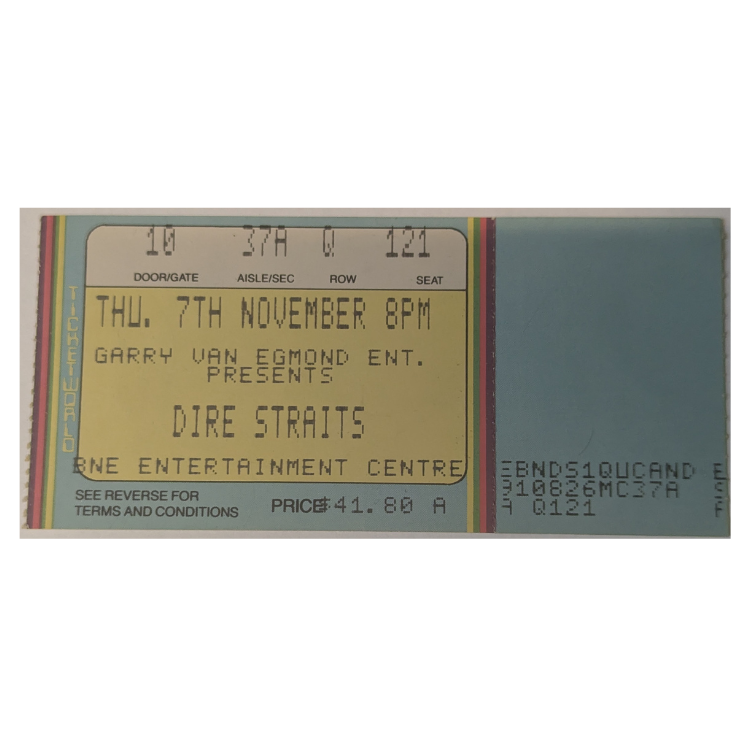 10 37A Q 121
DOOR/GATE AISLE/SEC ROW SEAT
THU. 7TH NOVEMBER 8PM
GARRY VAN EGMOND ENT.
PRESENTS
DIRE STRAITS
BNE ENTERTAINMENT CENTRE
SEE REVERSE FOR
TERMS AND CONDITIONS
PRICE $41.80 A
TICKETWORLD
EBNDS1QUCAND E
910826MC37A
Q121